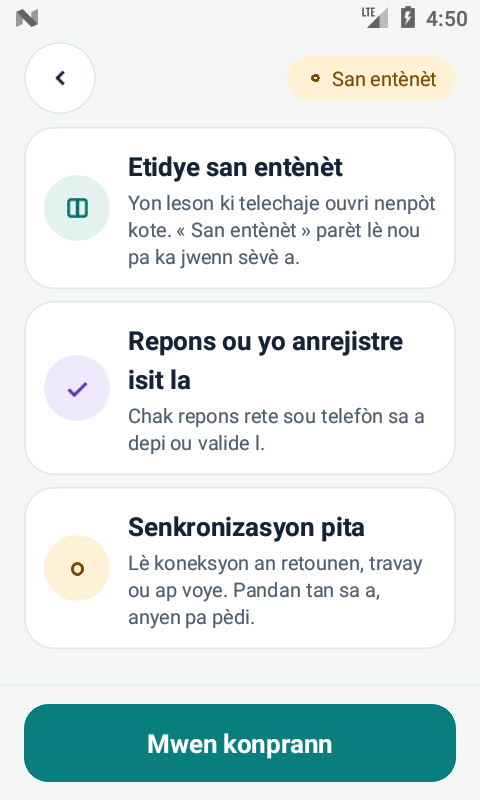 LTE 4:50
San entènèt
Etidye san entènèt
Yon leson ki telechaje ouvri nenpòt
kote. « San entènèt » parèt lè nou
pa ka jwenn sèvè a.
Repons ou yo anrejistre
isit la
Chak repons rete sou telefòn sa a
depi ou valide l.
Senkronizasyon pita
Lè koneksyon an retounen, travay
ou ap voye. Pandan tan sa a,
anyen pa pèdi.
Mwen konprann